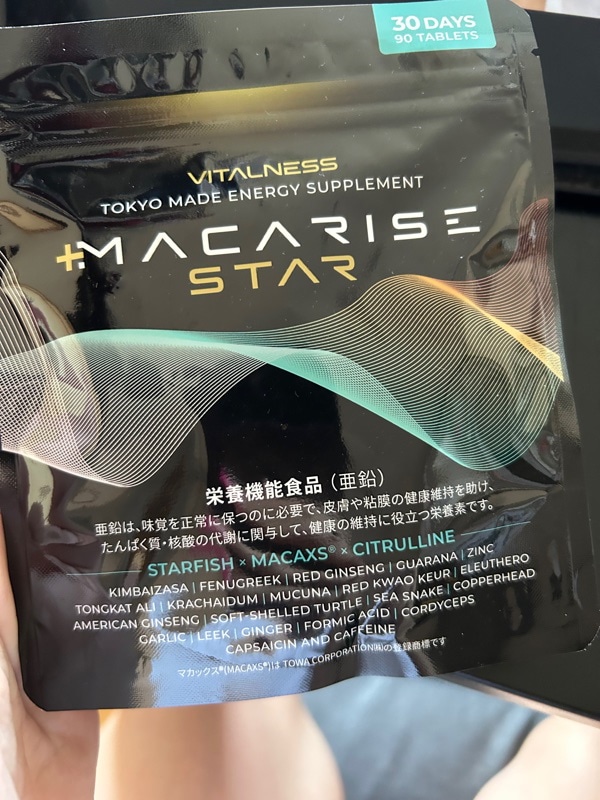 30 DAYS
90 TABLETS
VITALNESS
TOKYO MADE ENERGY SUPPLEMENT
+MACARISE
STAR
栄養機能食品（亜鉛）
亜鉛は、味覚を正常に保つのに必要で、皮膚や粘膜の健康維持を助け、
たんぱく質・核酸の代謝に関与して、健康の維持に役立つ栄養素です。
STARFISH × MACAXS® × CITRULLINE
KIMBAIZASA | FENUGREEK | RED GINSENG | GUARANA | ZINC
TONGKAT ALI | KRACHAIDUM | MUCUNA | RED KWAO KEUR | ELEUTHERO
AMERICAN GINSENG | SOFT-SHELLED TURTLE | SEA SNAKE | COPPERHEAD
GARLIC | LEEK | GINGER | FORMIC ACID | CORDYCEPS
CAPSAICIN AND CAFFEINE
マカックス®(MACAXS®)は TOWA CORPORATION㈱の登録商標です